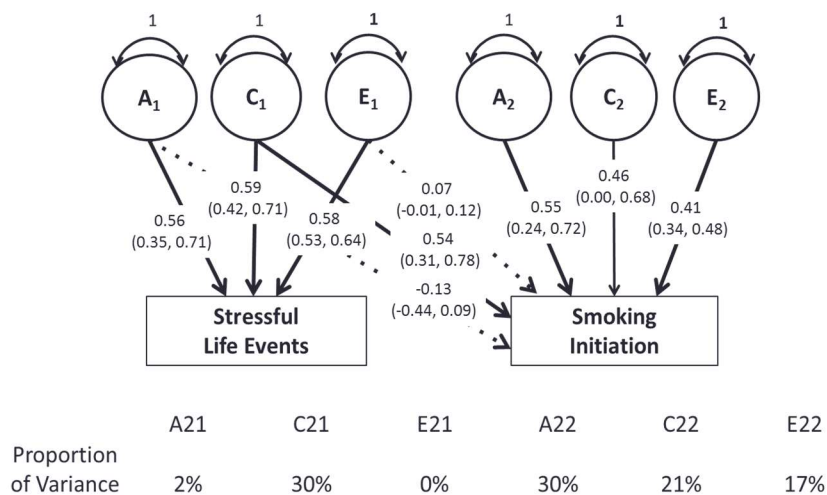 1 1 1 1 1 1
A1 C1 E1 A2 C2 E2
0.56
(0.35, 0.71)
0.59
(0.42, 0.71)
0.58
(0.53, 0.64)
0.07
(-0.01, 0.12)
0.54
(0.31, 0.78)
-0.13
(-0.44, 0.09)
0.55
(0.24, 0.72)
0.46
(0.00, 0.68)
0.41
(0.34, 0.48)
Stressful
Life Events
Smoking
Initiation
A21 C21 E21 A22 C22 E22
Proportion
of Variance 2% 30% 0% 30% 21% 17%